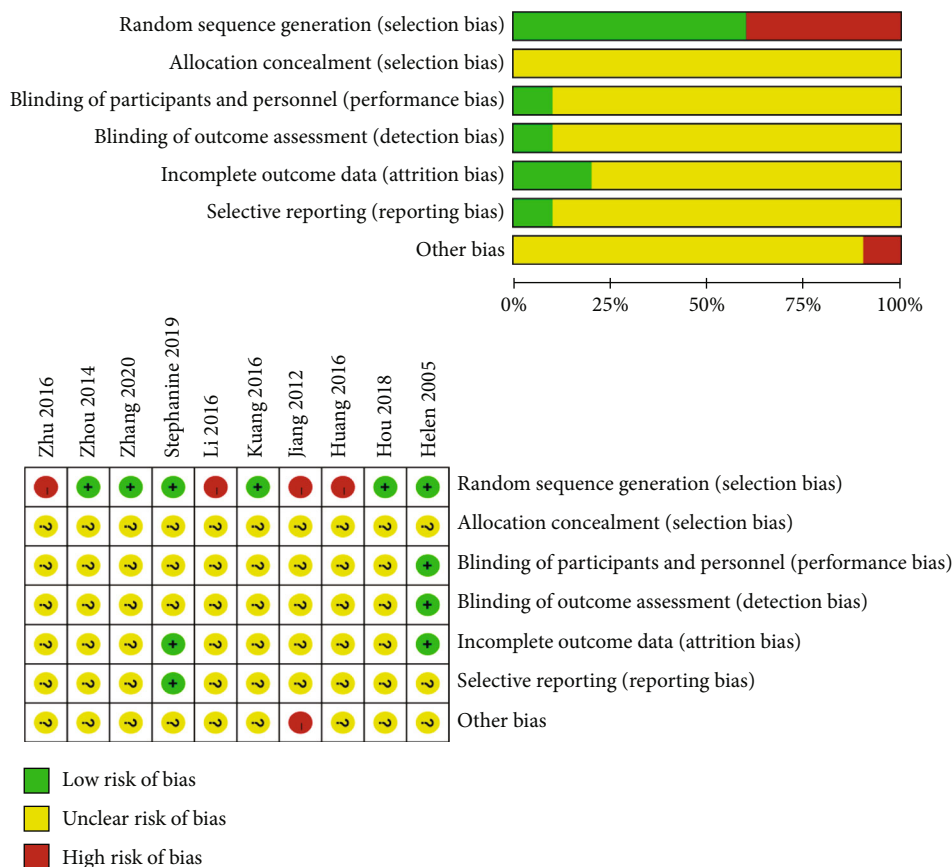 Random sequence generation (selection bias)
Allocation concealment (selection bias)
Blinding of participants and personnel (performance bias)
Blinding of outcome assessment (detection bias)
Incomplete outcome data (attrition bias)
Selective reporting (reporting bias)
Other bias
0% 25% 50% 75% 100%
Zhu 2016
Zhou 2014
Zhang 2020
Stephanine 2019
Li 2016
Kuang 2016
Jiang 2012
Huang 2016
Hou 2018
Helen 2005
– + + + – + – – + + Random sequence generation (selection bias)
? ? ? ? ? ? ? ? ? ? Allocation concealment (selection bias)
? ? ? ? ? ? ? ? ? + Blinding of participants and personnel (performance bias)
? ? ? ? ? ? ? ? ? + Blinding of outcome assessment (detection bias)
? ? ? + ? ? ? ? ? + Incomplete outcome data (attrition bias)
? ? ? + ? ? ? ? ? ? Selective reporting (reporting bias)
? ? ? ? ? ? – ? ? ? Other bias
Low risk of bias
Unclear risk of bias
High risk of bias